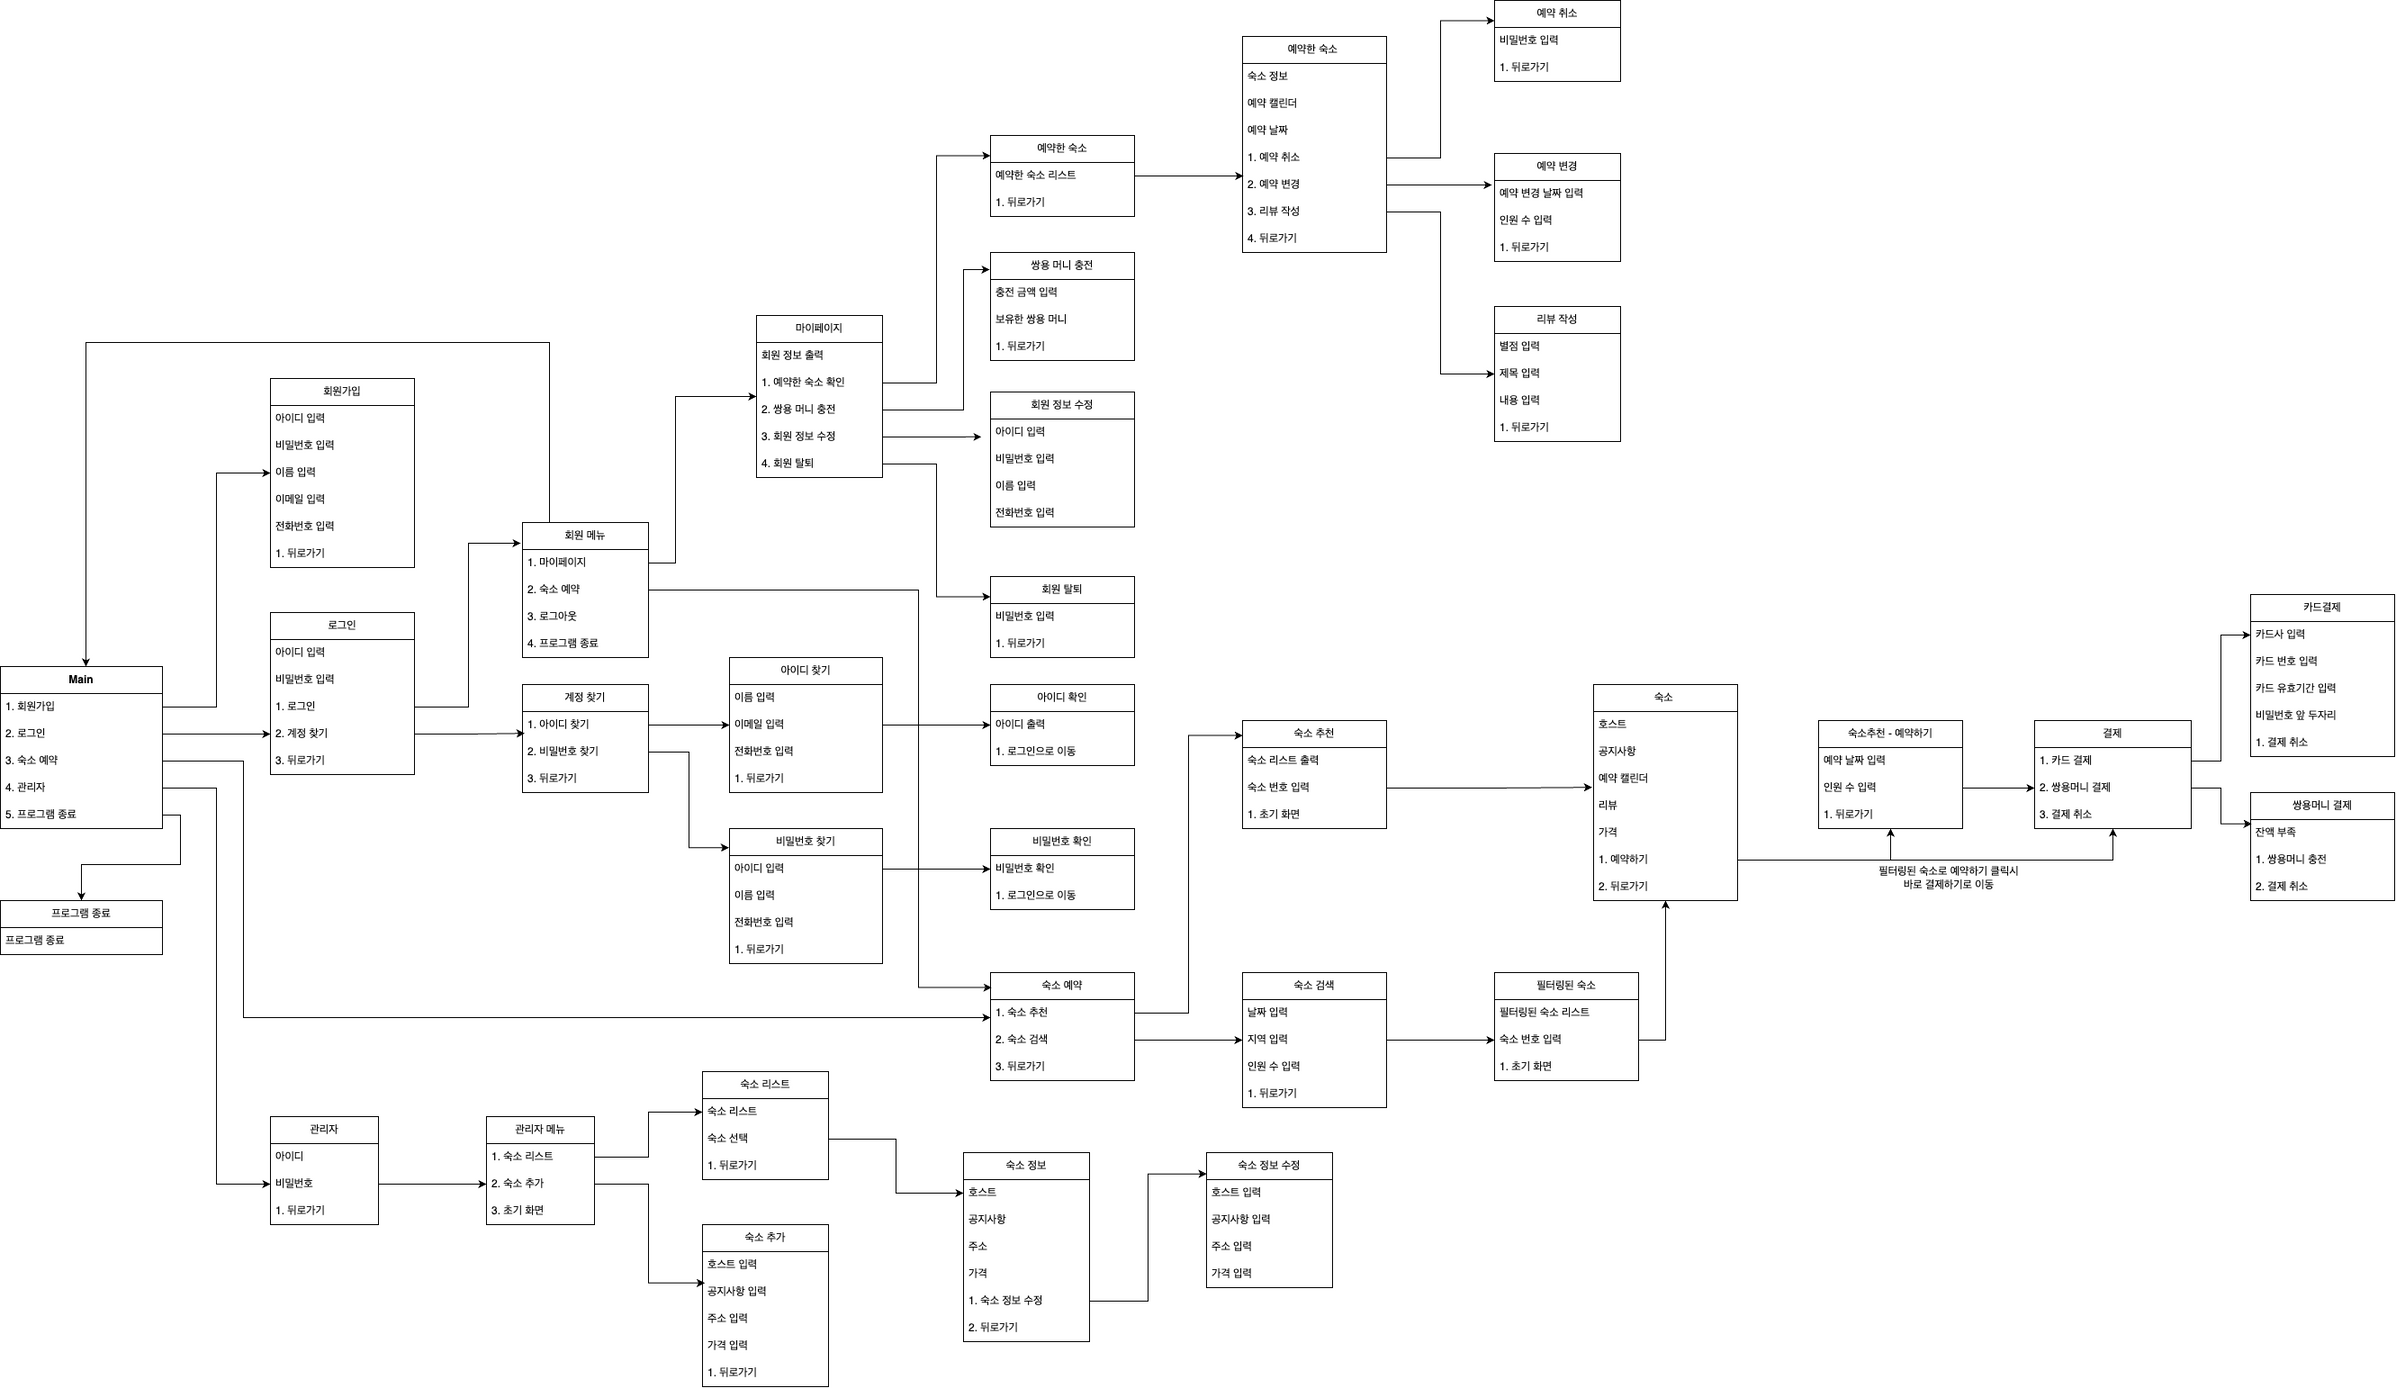 예약 취소
비밀번호 입력
1. 뒤로가기
예약한 숙소
숙소 정보
예약 캘린더
예약 날짜
1. 예약 취소
2. 예약 변경
3. 리뷰 작성
4. 뒤로가기
예약한 숙소
예약한 숙소 리스트
1. 뒤로가기
예약 변경
예약 변경 날짜 입력
인원 수 입력
1. 뒤로가기
쌍용 머니 충전
충전 금액 입력
보유한 쌍용 머니
1. 뒤로가기
리뷰 작성
별점 입력
제목 입력
내용 입력
1. 뒤로가기
마이페이지
회원 정보 출력
1. 예약한 숙소 확인
2. 쌍용 머니 충전
3. 회원 정보 수정
4. 회원 탈퇴
회원가입
아이디 입력
비밀번호 입력
이름 입력
이메일 입력
전화번호 입력
1. 뒤로가기
회원 정보 수정
아이디 입력
비밀번호 입력
이름 입력
전화번호 입력
회원 메뉴
1. 마이페이지
2. 숙소 예약
3. 로그아웃
4. 프로그램 종료
회원 탈퇴
비밀번호 입력
1. 뒤로가기
로그인
아이디 입력
비밀번호 입력
1. 로그인
2. 계정 찾기
3. 뒤로가기
Main
1. 회원가입
2. 로그인
3. 숙소 예약
4. 관리자
5. 프로그램 종료
계정 찾기
1. 아이디 찾기
2. 비밀번호 찾기
3. 뒤로가기
아이디 찾기
이름 입력
이메일 입력
전화번호 입력
1. 뒤로가기
아이디 확인
아이디 출력
1. 로그인으로 이동
숙소 추천
숙소 리스트 출력
숙소 번호 입력
1. 초기 화면
숙소
호스트
공지사항
예약 캘린더
리뷰
가격
1. 예약하기
2. 뒤로가기
숙소추천 - 예약하기
예약 날짜 입력
인원 수 입력
1. 뒤로가기
결제
1. 카드 결제
2. 쌍용머니 결제
3. 결제 취소
카드결제
카드사 입력
카드 번호 입력
카드 유효기간 입력
비밀번호 앞 두자리
1. 결제 취소
쌍용머니 결제
잔액 부족
1. 쌍용머니 충전
2. 결제 취소
필터링된 숙소로 예약하기 클릭시
바로 결제하기로 이동
비밀번호 찾기
아이디 입력
이름 입력
전화번호 입력
1. 뒤로가기
비밀번호 확인
비밀번호 확인
1. 로그인으로 이동
프로그램 종료
프로그램 종료
숙소 예약
1. 숙소 추천
2. 숙소 검색
3. 뒤로가기
숙소 검색
날짜 입력
지역 입력
인원 수 입력
1. 뒤로가기
필터링된 숙소
필터링된 숙소 리스트
숙소 번호 입력
1. 초기 화면
관리자
아이디
비밀번호
1. 뒤로가기
관리자 메뉴
1. 숙소 리스트
2. 숙소 추가
3. 초기 화면
숙소 리스트
숙소 리스트
숙소 선택
1. 뒤로가기
숙소 추가
호스트 입력
공지사항 입력
주소 입력
가격 입력
1. 뒤로가기
숙소 정보
호스트
공지사항
주소
가격
1. 숙소 정보 수정
2. 뒤로가기
숙소 정보 수정
호스트 입력
공지사항 입력
주소 입력
가격 입력